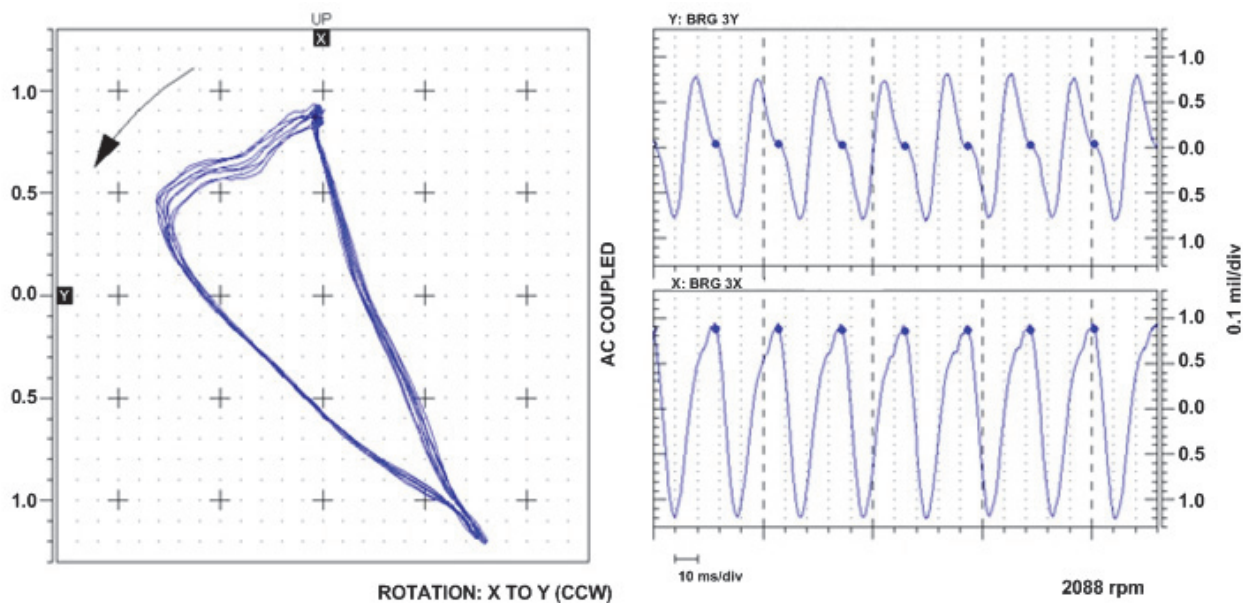 UP
X
1.0
0.5
0.0
0.5
1.0
Y
AC COUPLED
ROTATION: X TO Y (CCW)
Y: BRG 3Y
1.0
0.5
0.0
0.5
1.0
X: BRG 3X
1.0
0.5
0.0
0.5
1.0
0.1 mil/div
10 ms/div
2088 rpm